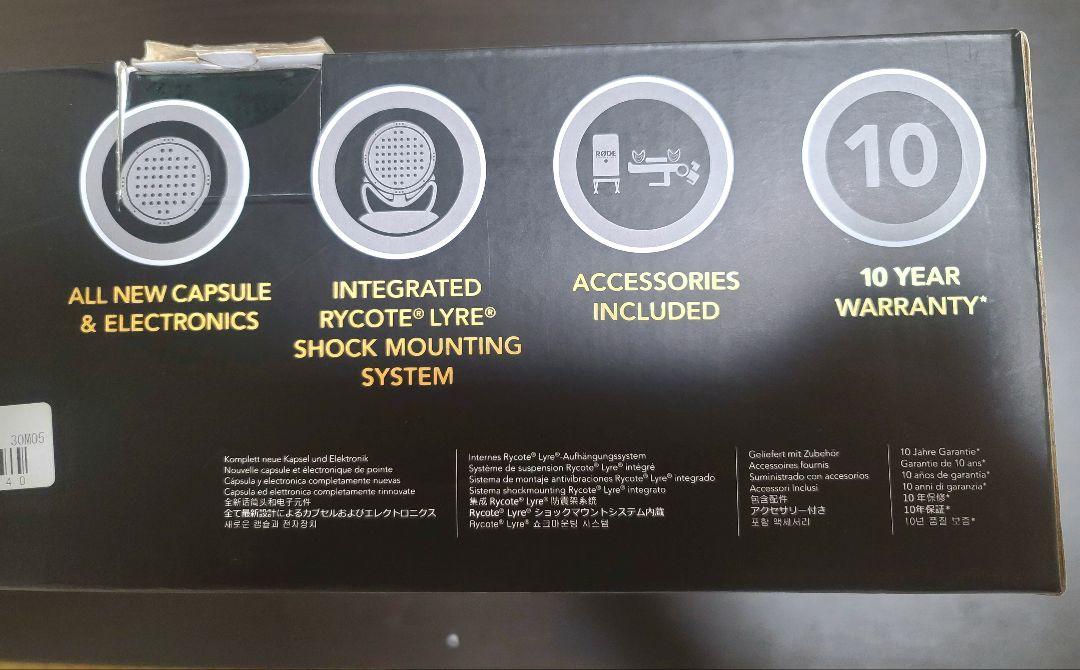 RØDE
10
ALL NEW CAPSULE
& ELECTRONICS
INTEGRATED
RYCOTE® LYRE®
SHOCK MOUNTING
SYSTEM
ACCESSORIES
INCLUDED
10 YEAR
WARRANTY*
30M05
4 0
Komplett neue Kapsel und Elektronik
Nouvelle capsule et électronique de pointe
Cápsula y electronica completamente nuevas
Capsula ed elettronica completamente rinnovate
全新话筒头和电子元件
全て最新設計によるカプセルおよびエレクトロニクス
새로운 캡슐과 전자장치
Internes Rycote® Lyre®-Aufhängungssystem
Système de suspension Rycote® Lyre® intégré
Sistema de montaje antivibraciones Rycote® Lyre® integrado
Sistema shockmounting Rycote® Lyre® integrato
集成 Rycote® Lyre® 防震架系统
Rycote® Lyre® ショックマウントシステム内蔵
Rycote® Lyre® 쇼크마운팅 시스템
Geliefert mit Zubehör
Accessoires fournis
Suministrado con accesorios
Accessori Inclusi
包含配件
アクセサリー付き
포함 액세서리
10 Jahre Garantie*
Garantie de 10 ans*
10 años de garantia*
10 anni di garanzia*
10 年保修*
10年保証*
10년 품질 보증*